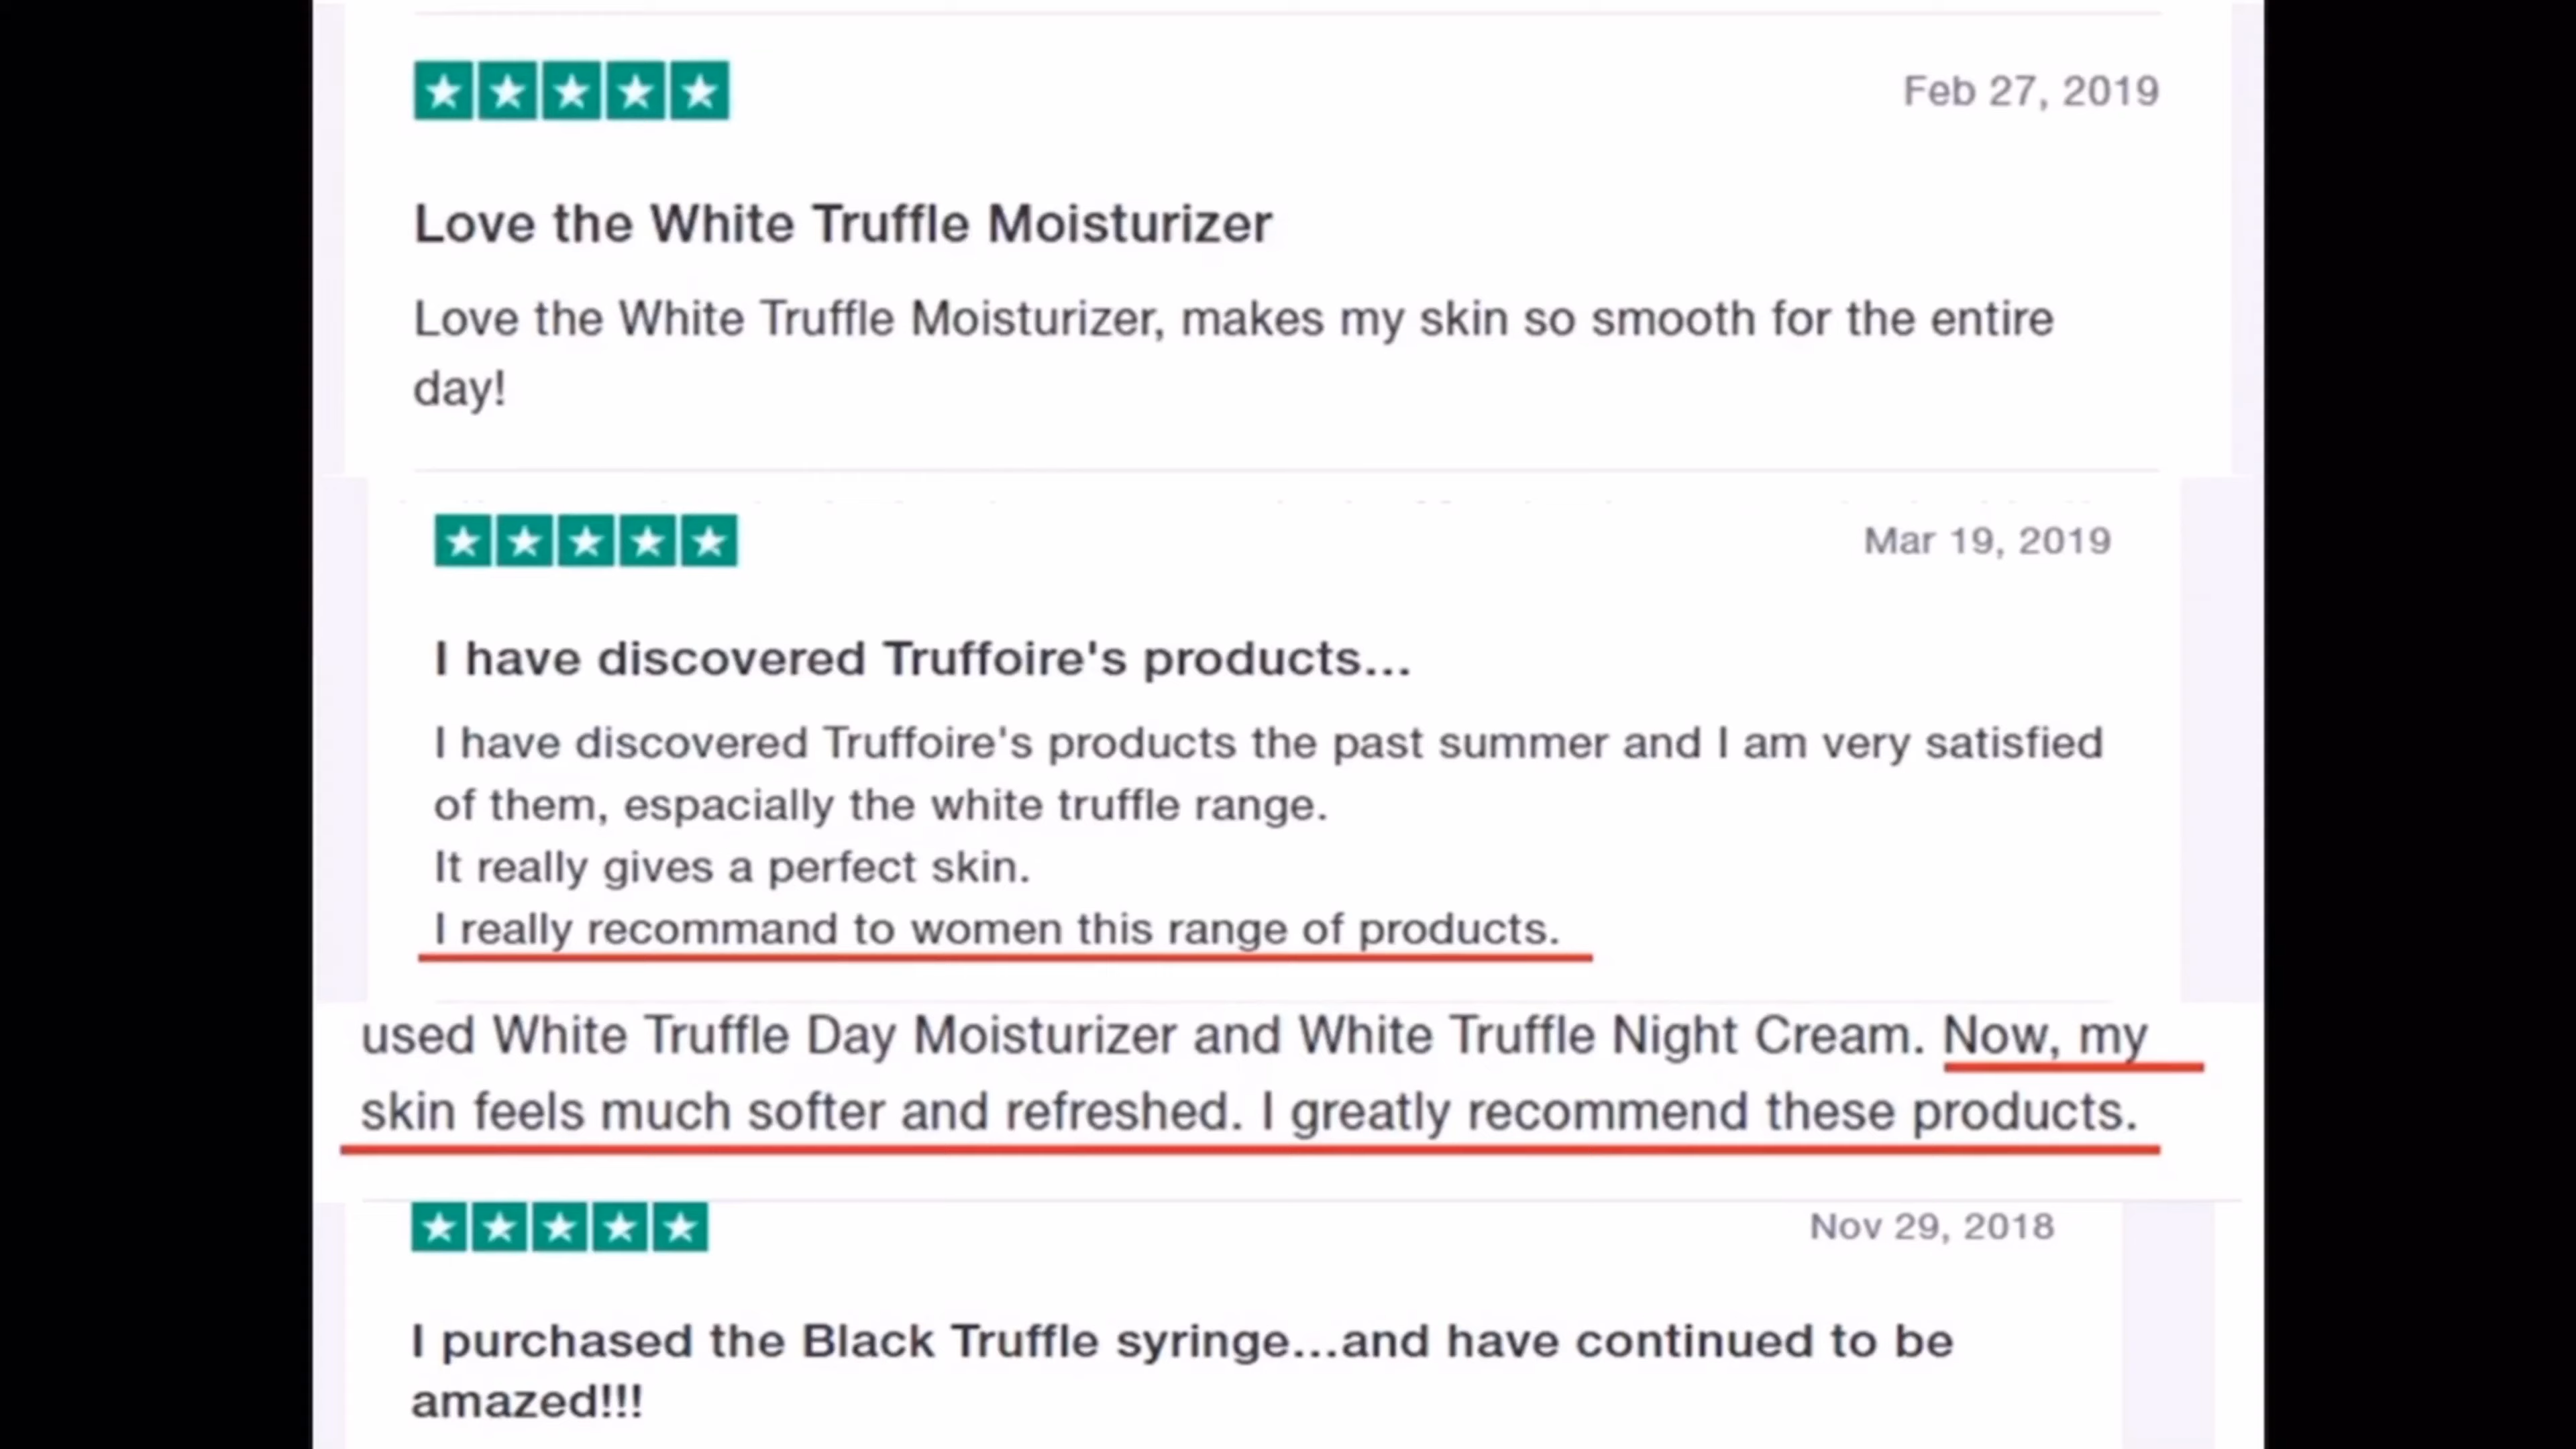 Feb 27, 2019
Love the White Truffle Moisturizer
Love the White Truffle Moisturizer, makes my skin so smooth for the entire
day!
Mar 19, 2019
I have discovered Truffoire's products...
I have discovered Truffoire's products the past summer and I am very satisfied
of them, espacially the white truffle range.
It really gives a perfect skin.
I really recommand to women this range of products.
used White Truffle Day Moisturizer and White Truffle Night Cream. Now, my
skin feels much softer and refreshed. I greatly recommend these products.
Nov 29, 2018
I purchased the Black Truffle syringe...and have continued to be
amazed!!!